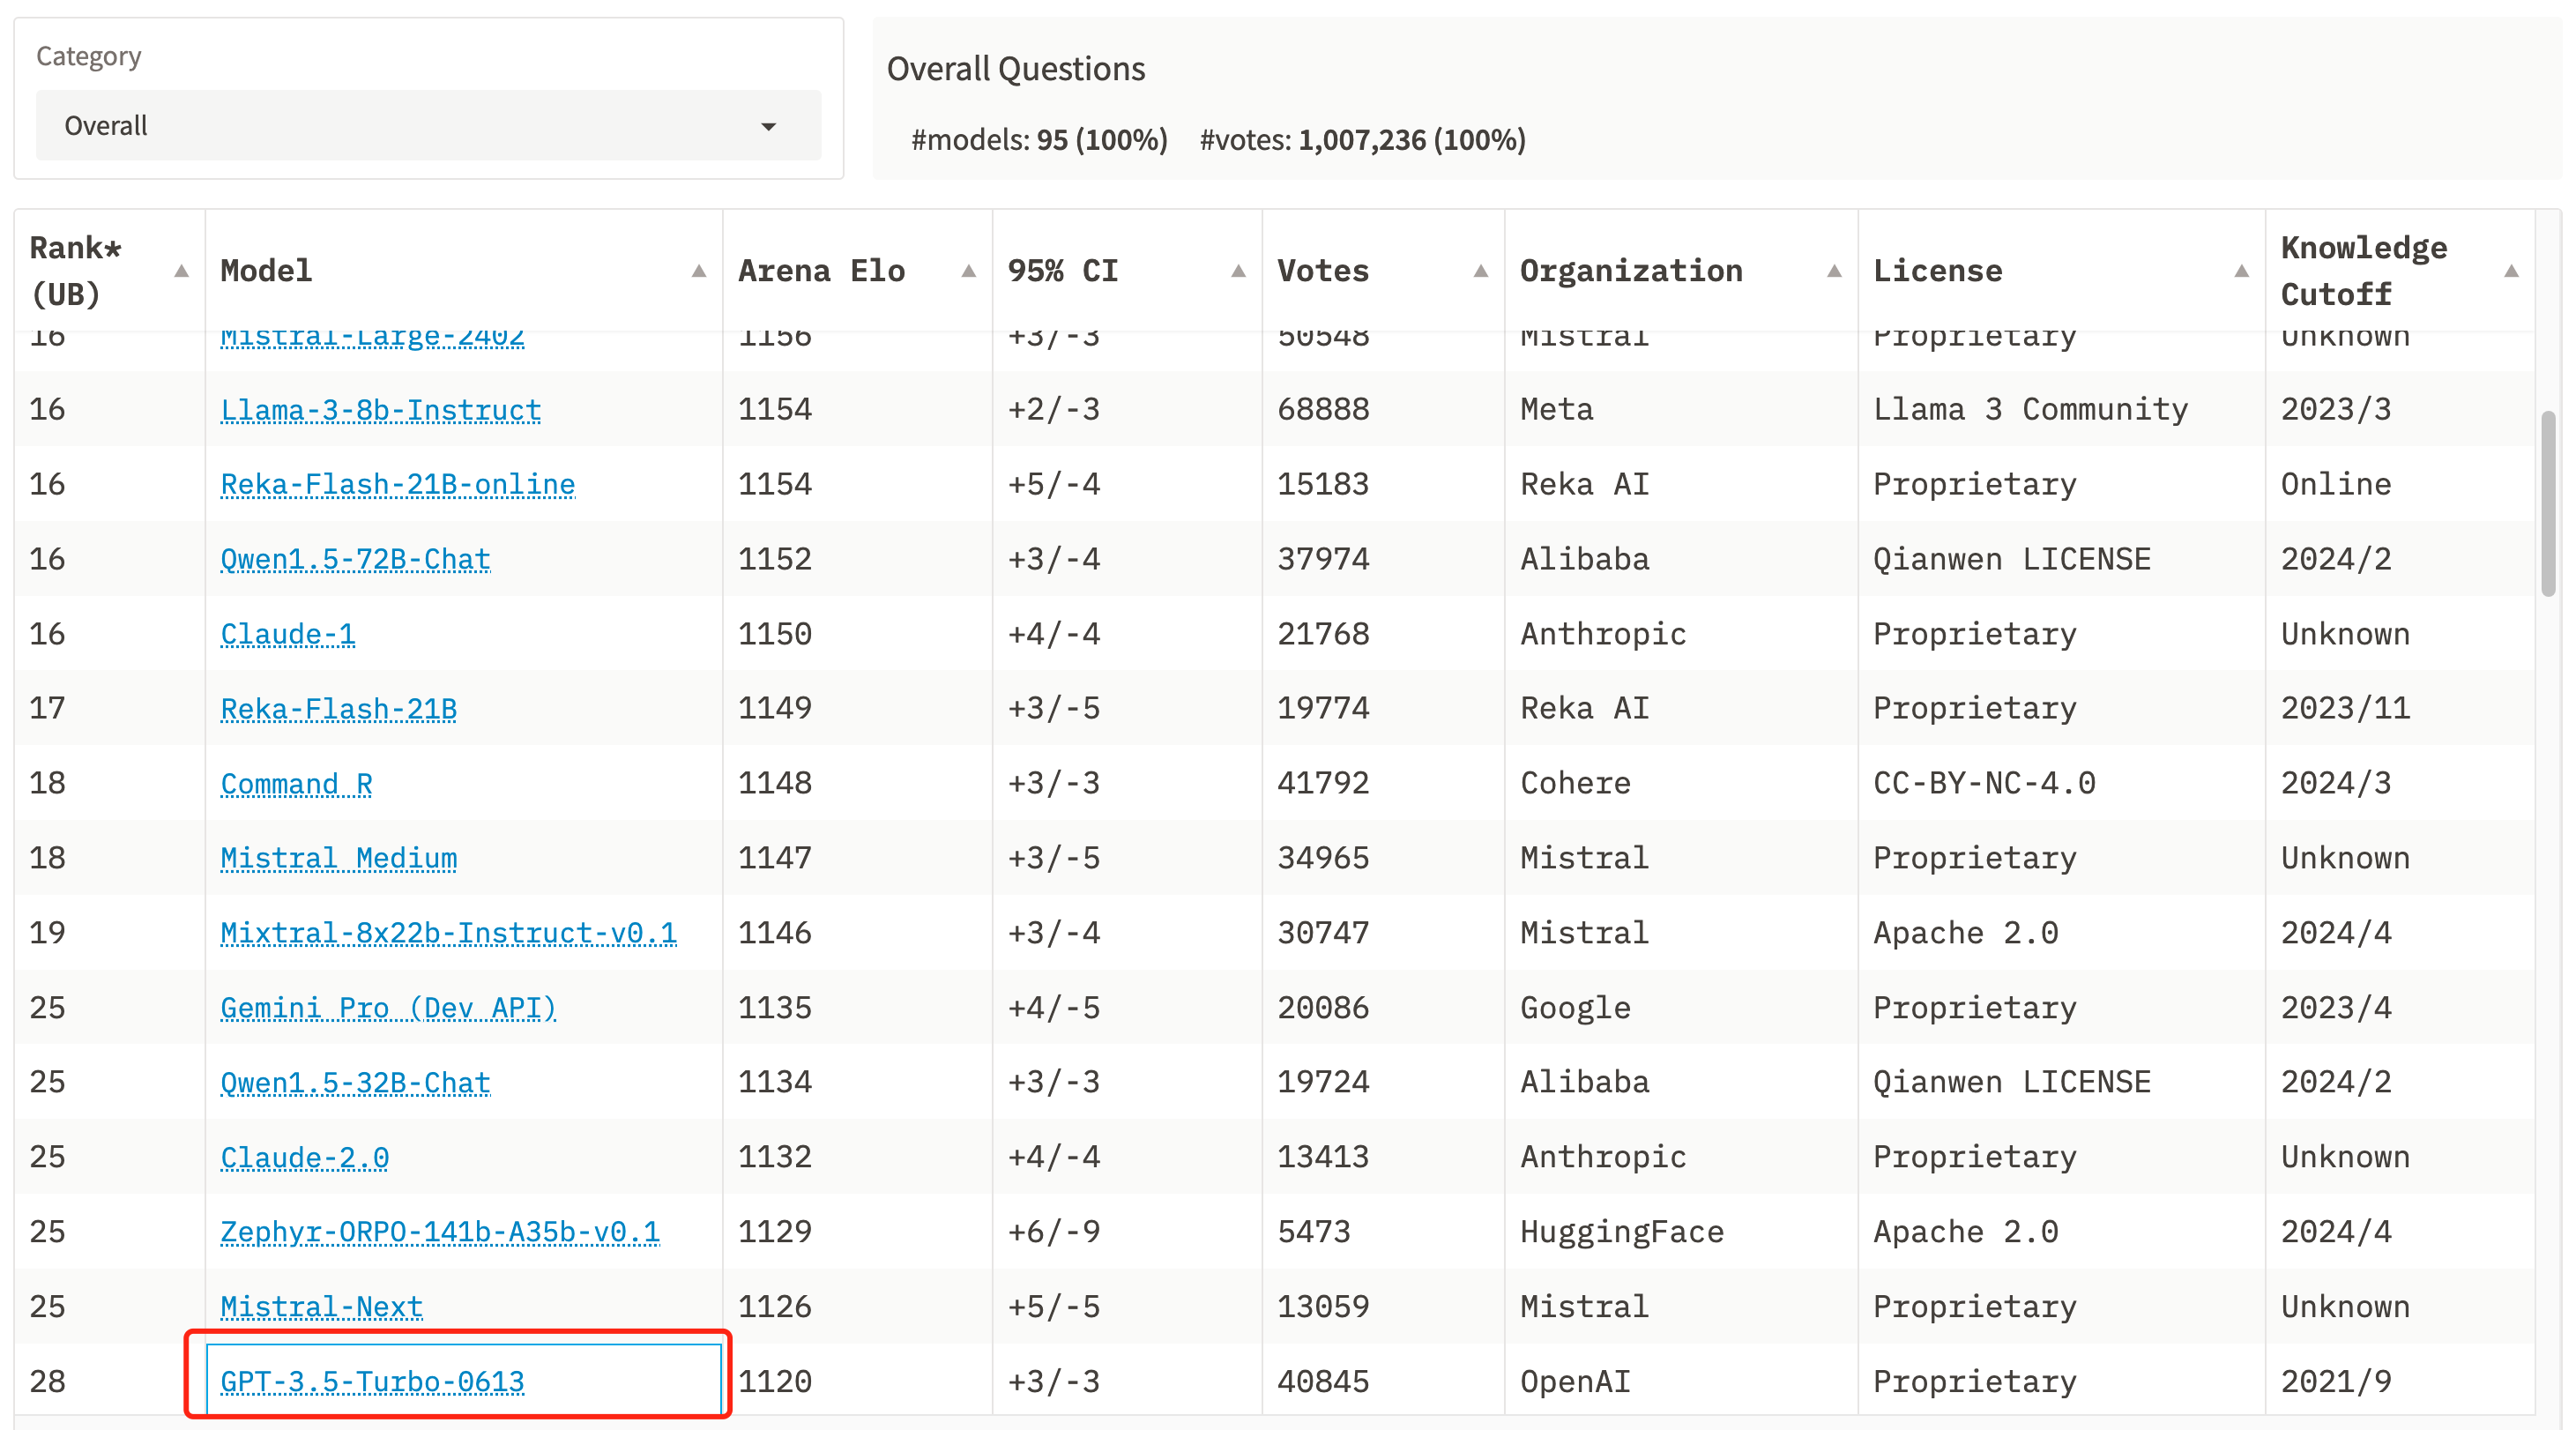 Category
Overall
Overall Questions
#models: 95 (100%) #votes: 1,007,236 (100%)
Rank* (UB) Model Arena Elo 95% CI Votes Organization License Knowledge Cutoff
16 Mistral-Large-2402 1156 +3/-3 50548 Mistral Proprietary Unknown
16 Llama-3-8b-Instruct 1154 +2/-3 68888 Meta Llama 3 Community 2023/3
16 Reka-Flash-21B-online 1154 +5/-4 15183 Reka AI Proprietary Online
16 Qwen1.5-72B-Chat 1152 +3/-4 37974 Alibaba Qianwen LICENSE 2024/2
16 Claude-1 1150 +4/-4 21768 Anthropic Proprietary Unknown
17 Reka-Flash-21B 1149 +3/-5 19774 Reka AI Proprietary 2023/11
18 Command R 1148 +3/-3 41792 Cohere CC-BY-NC-4.0 2024/3
18 Mistral Medium 1147 +3/-5 34965 Mistral Proprietary Unknown
19 Mixtral-8x22b-Instruct-v0.1 1146 +3/-4 30747 Mistral Apache 2.0 2024/4
25 Gemini Pro (Dev API) 1135 +4/-5 20086 Google Proprietary 2023/4
25 Qwen1.5-32B-Chat 1134 +3/-3 19724 Alibaba Qianwen LICENSE 2024/2
25 Claude-2.0 1132 +4/-4 13413 Anthropic Proprietary Unknown
25 Zephyr-ORPO-141b-A35b-v0.1 1129 +6/-9 5473 HuggingFace Apache 2.0 2024/4
25 Mistral-Next 1126 +5/-5 13059 Mistral Proprietary Unknown
28 GPT-3.5-Turbo-0613 1120 +3/-3 40845 OpenAI Proprietary 2021/9